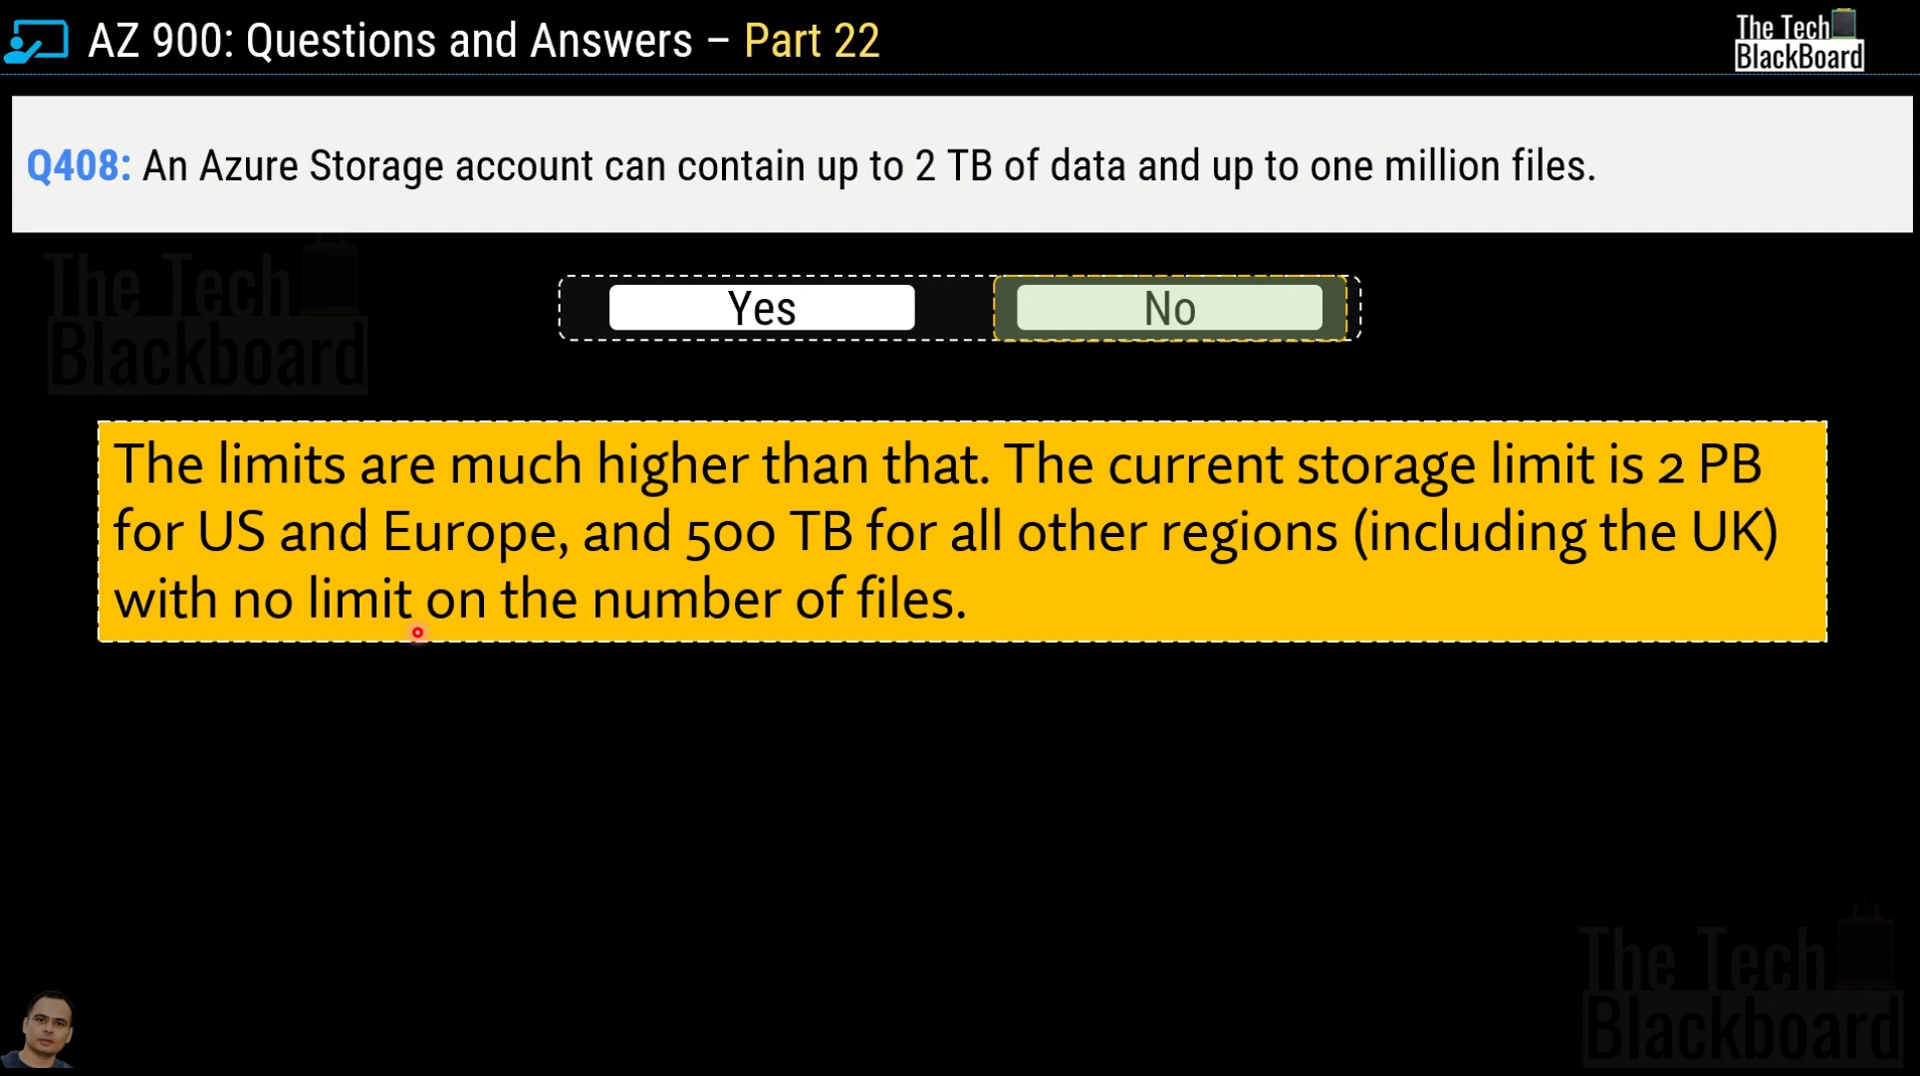 AZ 900: Questions and Answers – Part 22
The Tech
BlackBoard
Q408: An Azure Storage account can contain up to 2 TB of data and up to one million files.
The Tech
Blackboard
Yes
No
The limits are much higher than that. The current storage limit is 2 PB
for US and Europe, and 500 TB for all other regions (including the UK)
with no limit on the number of files.
The Tech
Blackboard